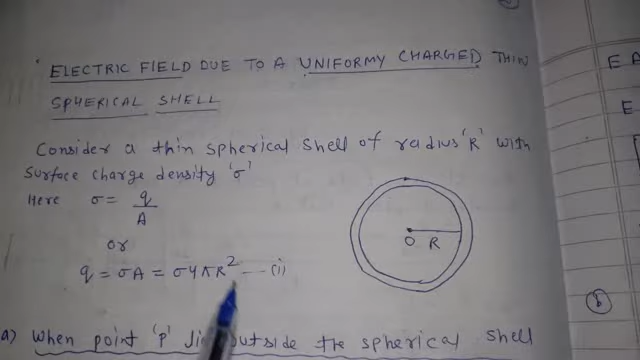 ELECTRIC FIELD DUE TO A UNIFORMY CHARGED THIN
SPHERICAL SHELL
Consider a thin spherical shell of radius 'R' with
surface charge density 'σ'
Here σ = q/A
or
q = σA = σ4πR² --- (i)
O R
a) When point 'P' outside the spherical shell
E A
E